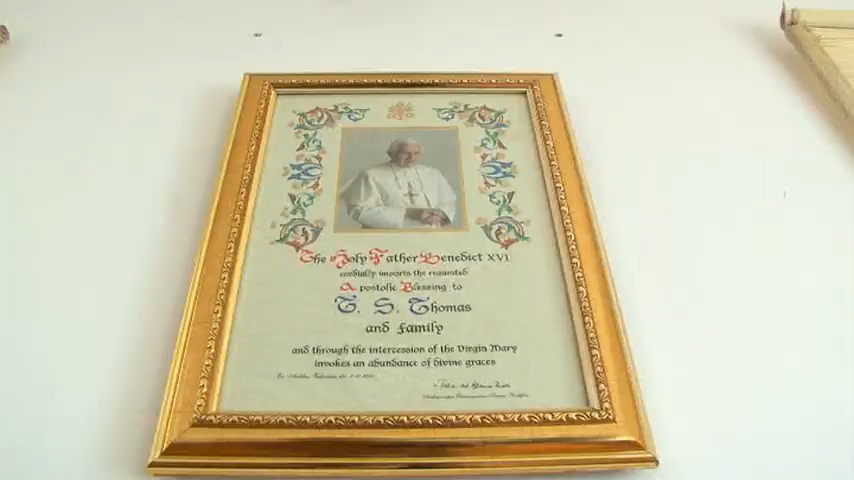 The Holy Father Benedict XVI
cordially imparts the requested
Apostolic Blessing to
T. S. Thomas
and family
and through the intercession of the Virgin Mary
invokes an abundance of divine graces